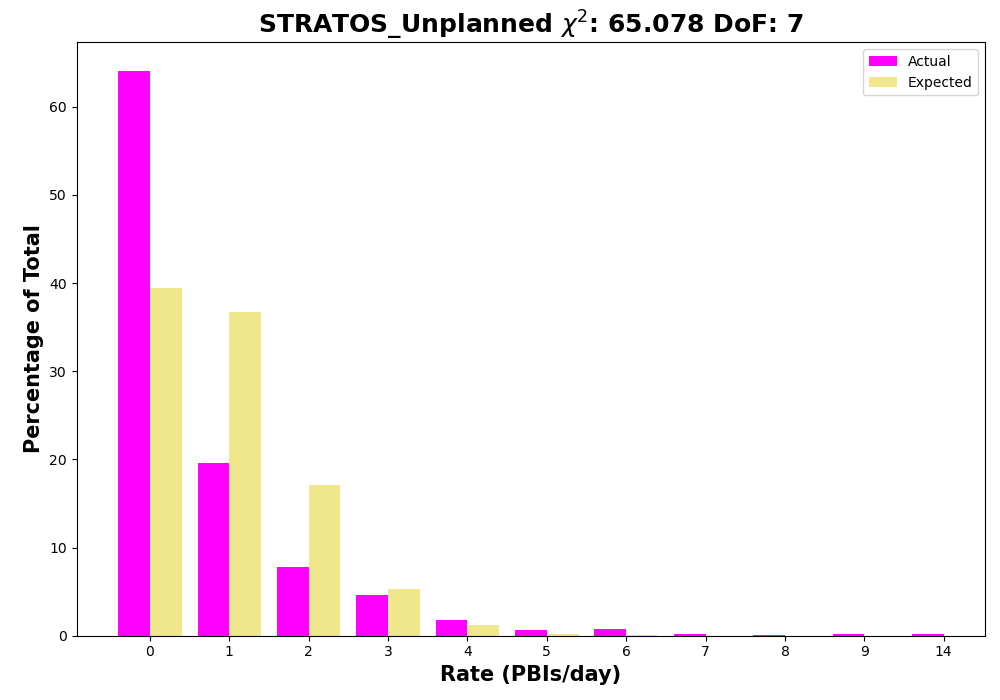 STRATOS_Unplanned χ²: 65.078 DoF: 7
Actual
Expected
Percentage of Total
60
50
40
30
20
10
0
0 1 2 3 4 5 6 7 8 9 14
Rate (PBIs/day)